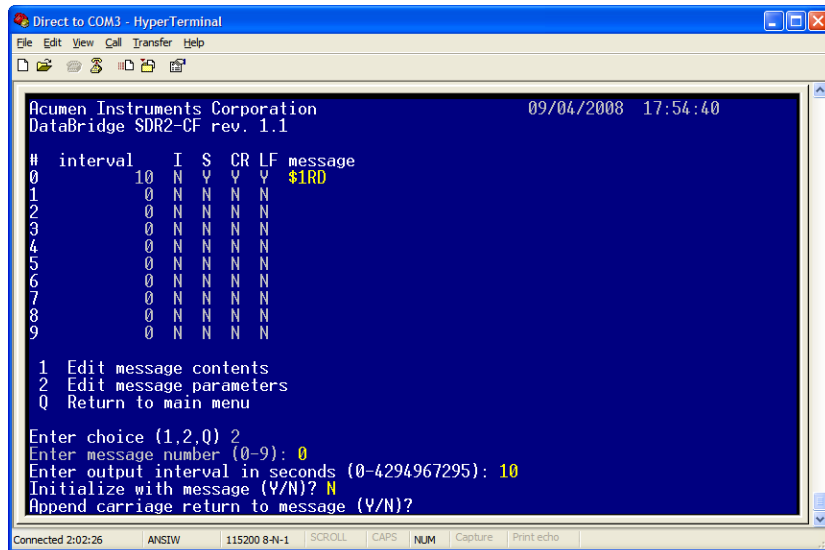 Direct to COM3 - HyperTerminal
File Edit View Call Transfer Help
Acumen Instruments Corporation 09/04/2008 17:54:40
DataBridge SDR2-CF rev. 1.1
# interval I S CR LF message
0 10 N Y Y Y $1RD
1 0 N N N N
2 0 N N N N
3 0 N N N N
4 0 N N N N
5 0 N N N N
6 0 N N N N
7 0 N N N N
8 0 N N N N
9 0 N N N N
1 Edit message contents
2 Edit message parameters
Q Return to main menu
Enter choice (1,2,Q) 2
Enter message number (0-9): 0
Enter output interval in seconds (0-4294967295): 10
Initialize with message (Y/N)? N
Append carriage return to message (Y/N)?
Connected 2:02:26 ANSIW 115200 8-N-1 SCROLL CAPS NUM Capture Print echo